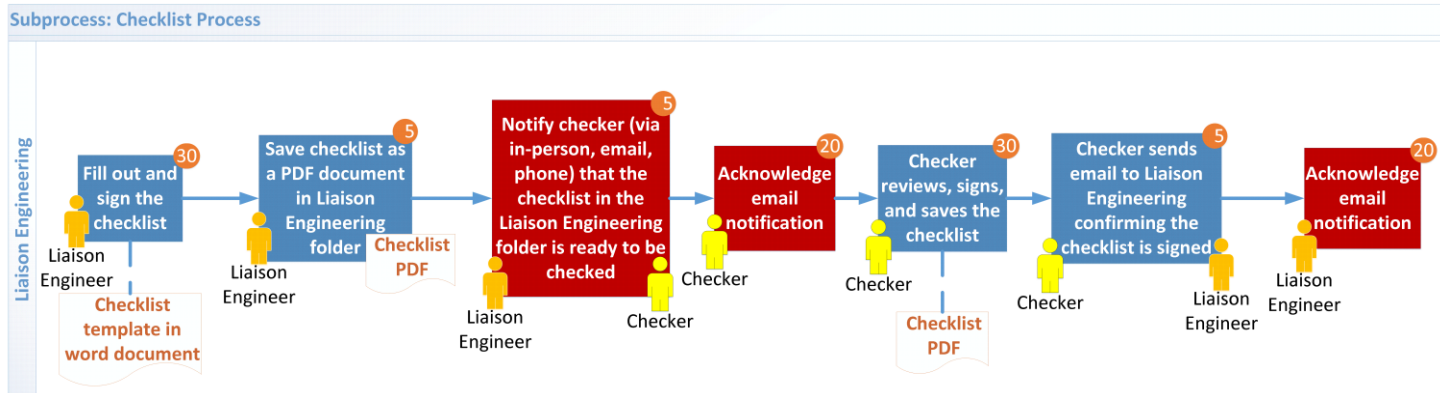 Subprocess: Checklist Process
Liaison Engineering
30
Fill out and
sign the
checklist
Liaison
Engineer
Checklist
template in
word document
5
Save checklist as
a PDF document
in Liaison
Engineering
folder
Liaison
Engineer
Checklist
PDF
5
Notify checker (via
in-person, email,
phone) that the
checklist in the
Liaison Engineering
folder is ready to be
checked
Liaison
Engineer
Checker
20
Acknowledge
email
notification
Checker
30
Checker
reviews, signs,
and saves the
checklist
Checker
Checklist
PDF
5
Checker sends
email to Liaison
Engineering
confirming the
checklist is signed
Checker
Liaison
Engineer
20
Acknowledge
email
notification
Liaison
Engineer